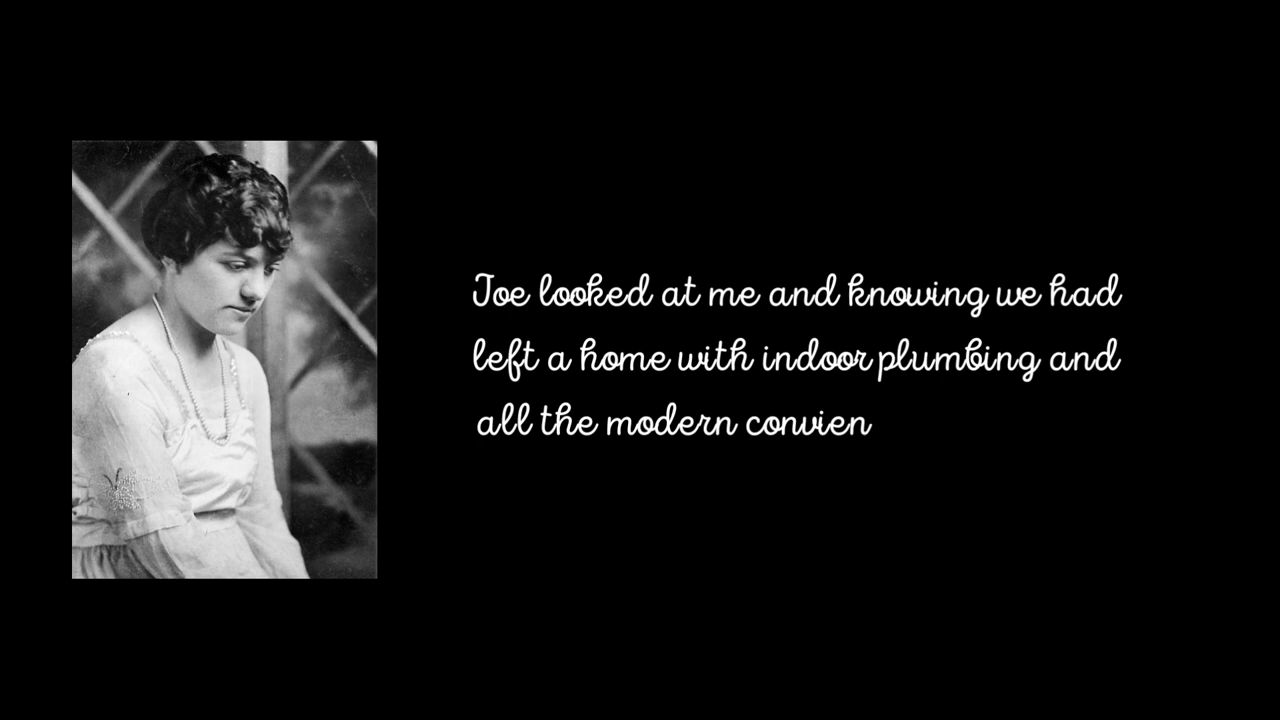 Joe looked at me and knowing we had
left a home with indoor plumbing and
all the modern convien